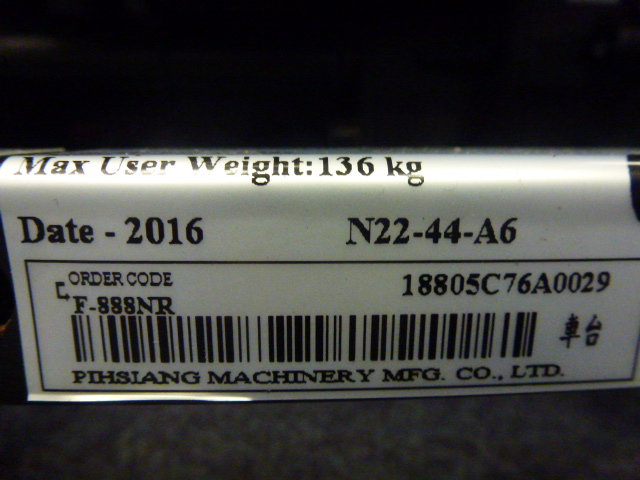 Max User Weight:136 kg
Date - 2016 N22-44-A6
ORDER CODE 18805C76A0029
F-888NR
車台
PIHSIANG MACHINERY MFG. CO., LTD.